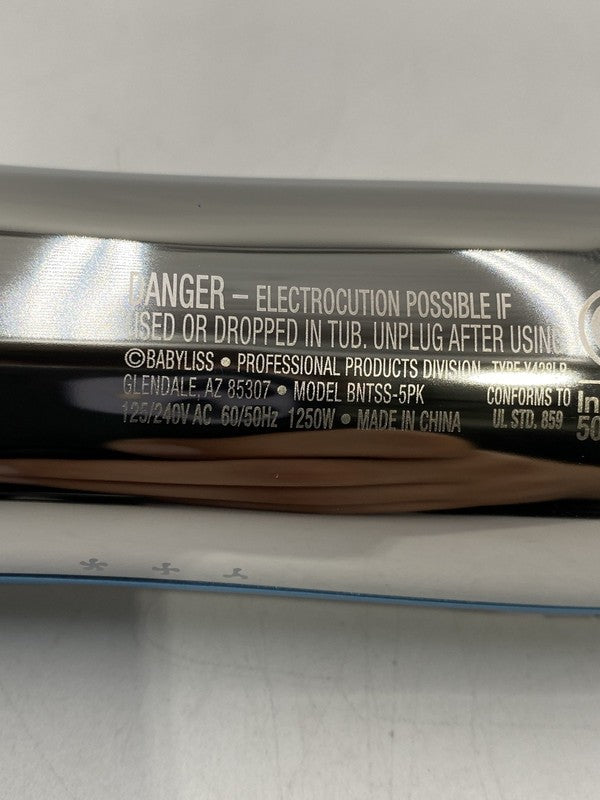 DANGER – ELECTROCUTION POSSIBLE IF
USED OR DROPPED IN TUB. UNPLUG AFTER USING
©BABYLISS • PROFESSIONAL PRODUCTS DIVISION TYPE
GLENDALE, AZ 85307 • MODEL BNTSS-5PK
125/240V AC 60/50Hz 1250W • MADE IN CHINA
CONFORMS TO
UL STD. 859